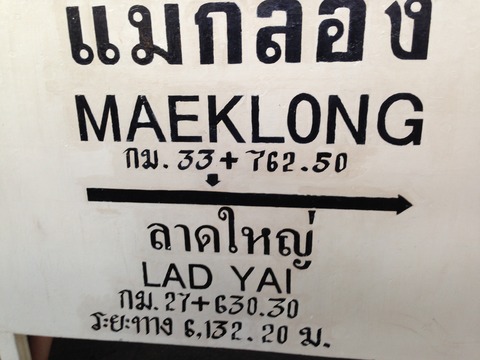 แม่กลอง
MAEKLONG
กม. 33+762.50
ลาดใหญ่
LAD YAI
กม. 27+630.30
ระยะทาง 6,132.20 ม.